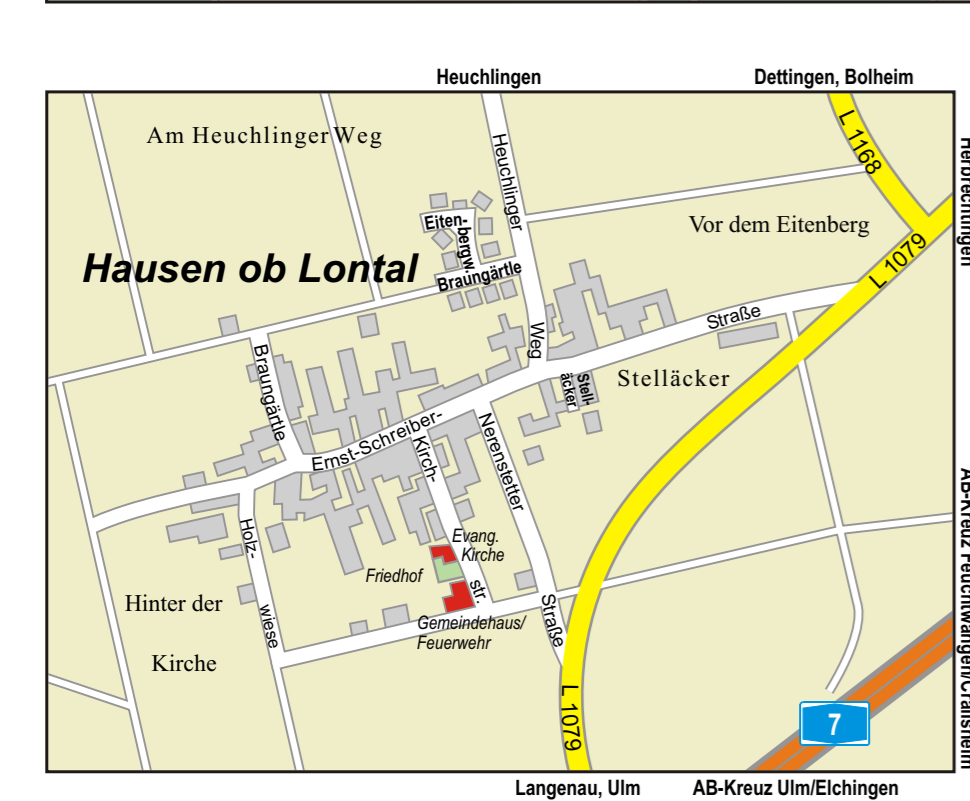 Heuchlingen
Dettingen, Bolheim
Am Heuchlinger Weg
Heuchlinger
Weg
L 1168
Herbrechtingen
Eiten-
bergw.
Vor dem Eitenberg
Hausen ob Lontal
Braungärtle
L 1079
Straße
Braungärtle
Stelläcker
Stell-
äcker
Ernst-Schreiber-
Kirch-
str.
Nerenstetter
Straße
AB-Kreuz Feuchtwangen/Crailsheim
Holz-
wiese
Evang.
Kirche
Friedhof
Hinter der
Kirche
Gemeindehaus/
Feuerwehr
L 1079
7
Langenau, Ulm
AB-Kreuz Ulm/Elchingen